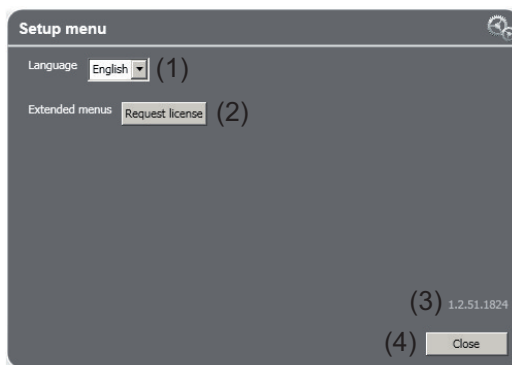 Setup menu
Language English (1)
Extended menus Request license (2)
(3) 1.2.51.1824
(4) Close